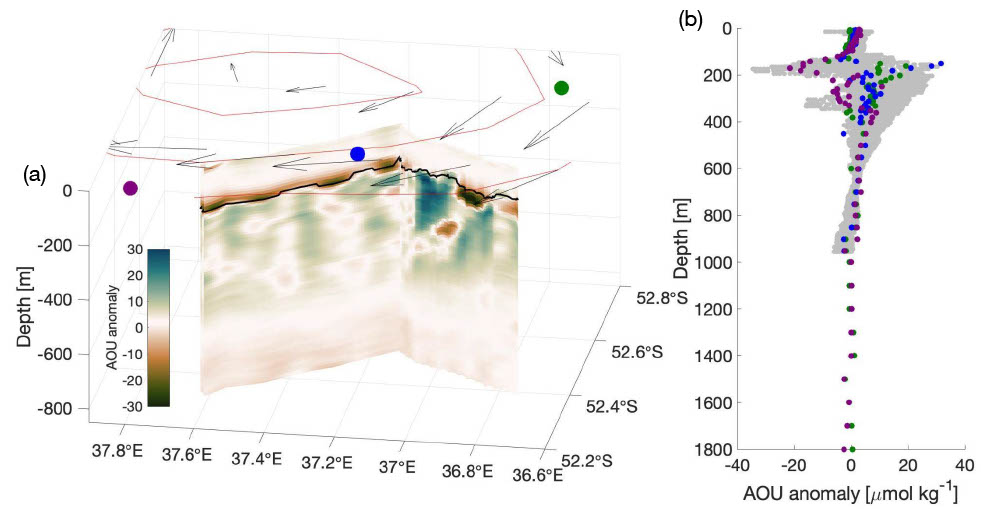 (a)
0
-200
-400
-600
-800
Depth [m]
30
20
10
0
-10
-20
-30
AOU anomaly
37.8°E
37.6°E
37.4°E
37.2°E
37°E
36.8°E
36.6°E
52.8°S
52.6°S
52.4°S
52.2°S
(b)
0
200
400
600
800
1000
1200
1400
1600
1800
Depth [m]
-40
-20
0
20
40
AOU anomaly [μmol kg⁻¹]